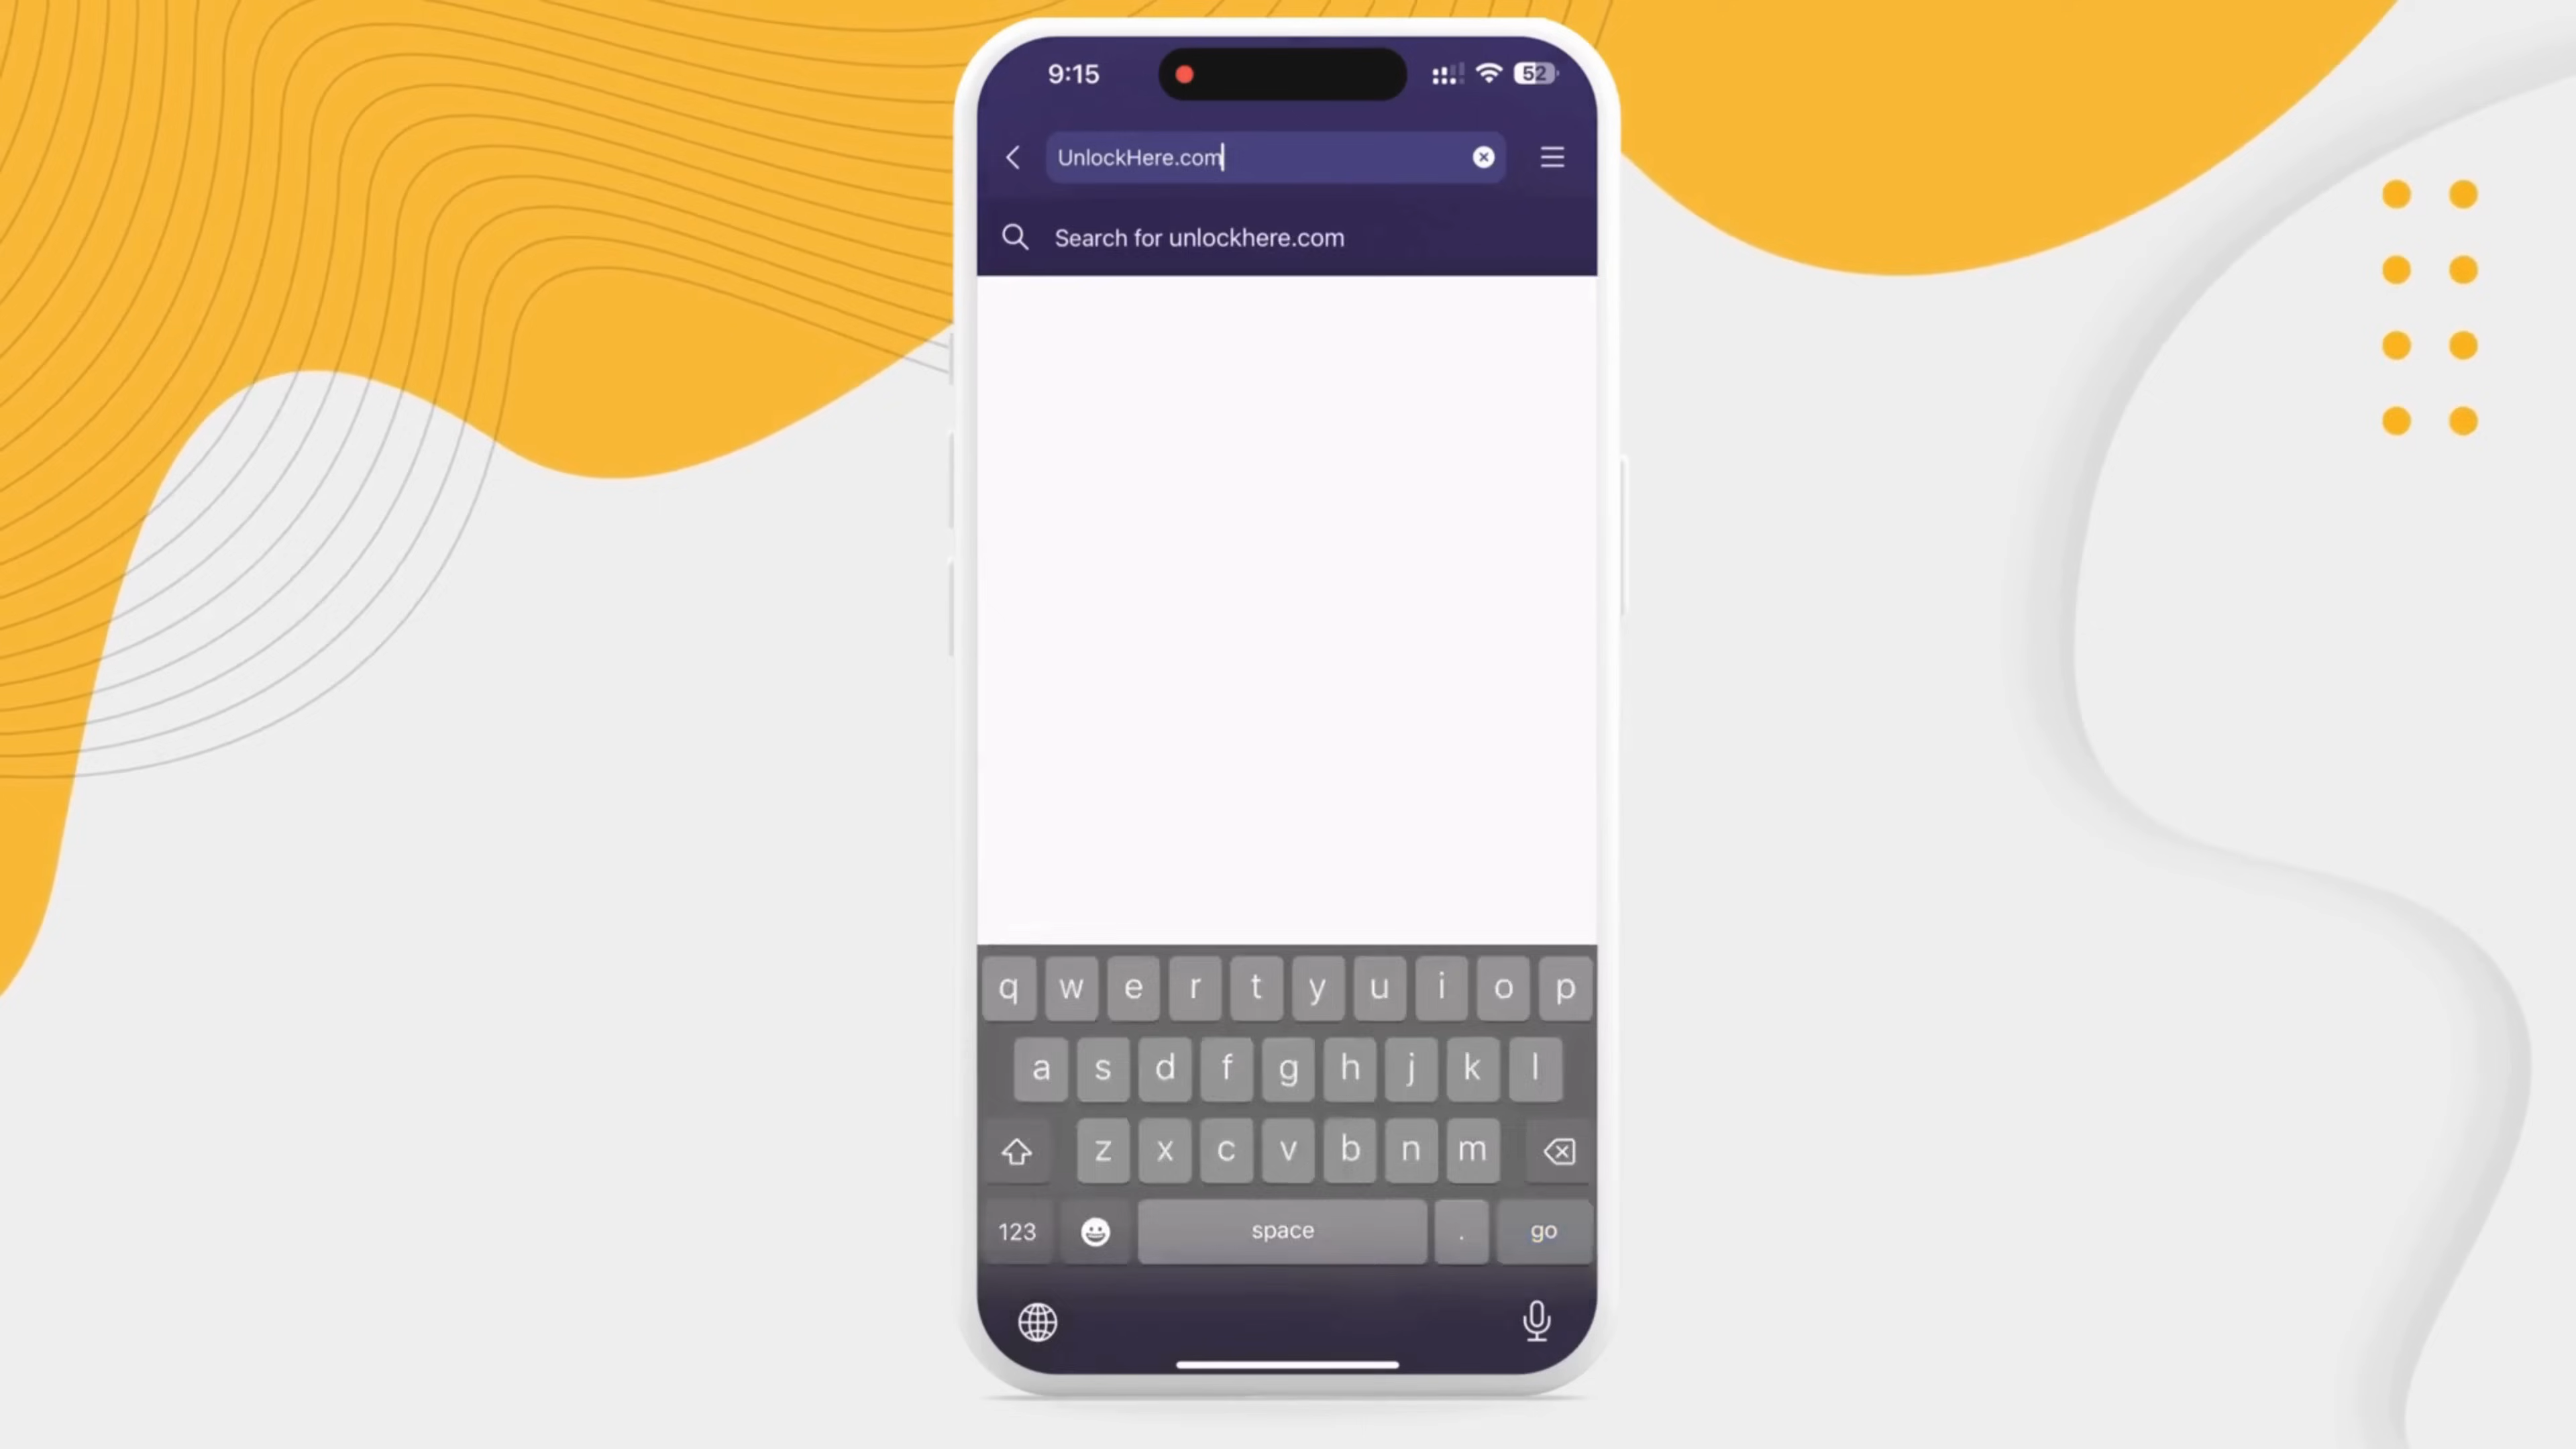 9:15
52
UnlockHere.com
Search for unlockhere.com
q w e r t y u i o p
a s d f g h j k l
z x c v b n m
123 space . go